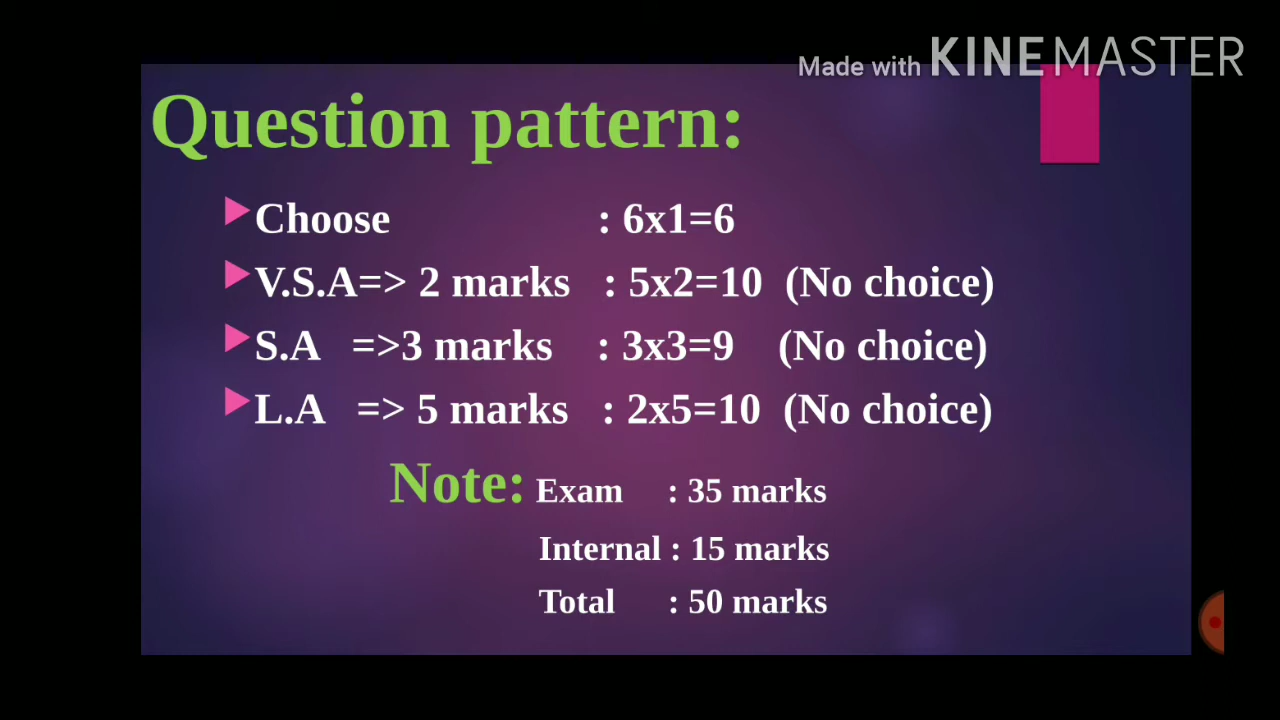 Made with KINEMASTER
Question pattern:
Choose : 6x1=6
V.S.A=> 2 marks : 5x2=10 (No choice)
S.A =>3 marks : 3x3=9 (No choice)
L.A => 5 marks : 2x5=10 (No choice)
Note: Exam : 35 marks
Internal : 15 marks
Total : 50 marks